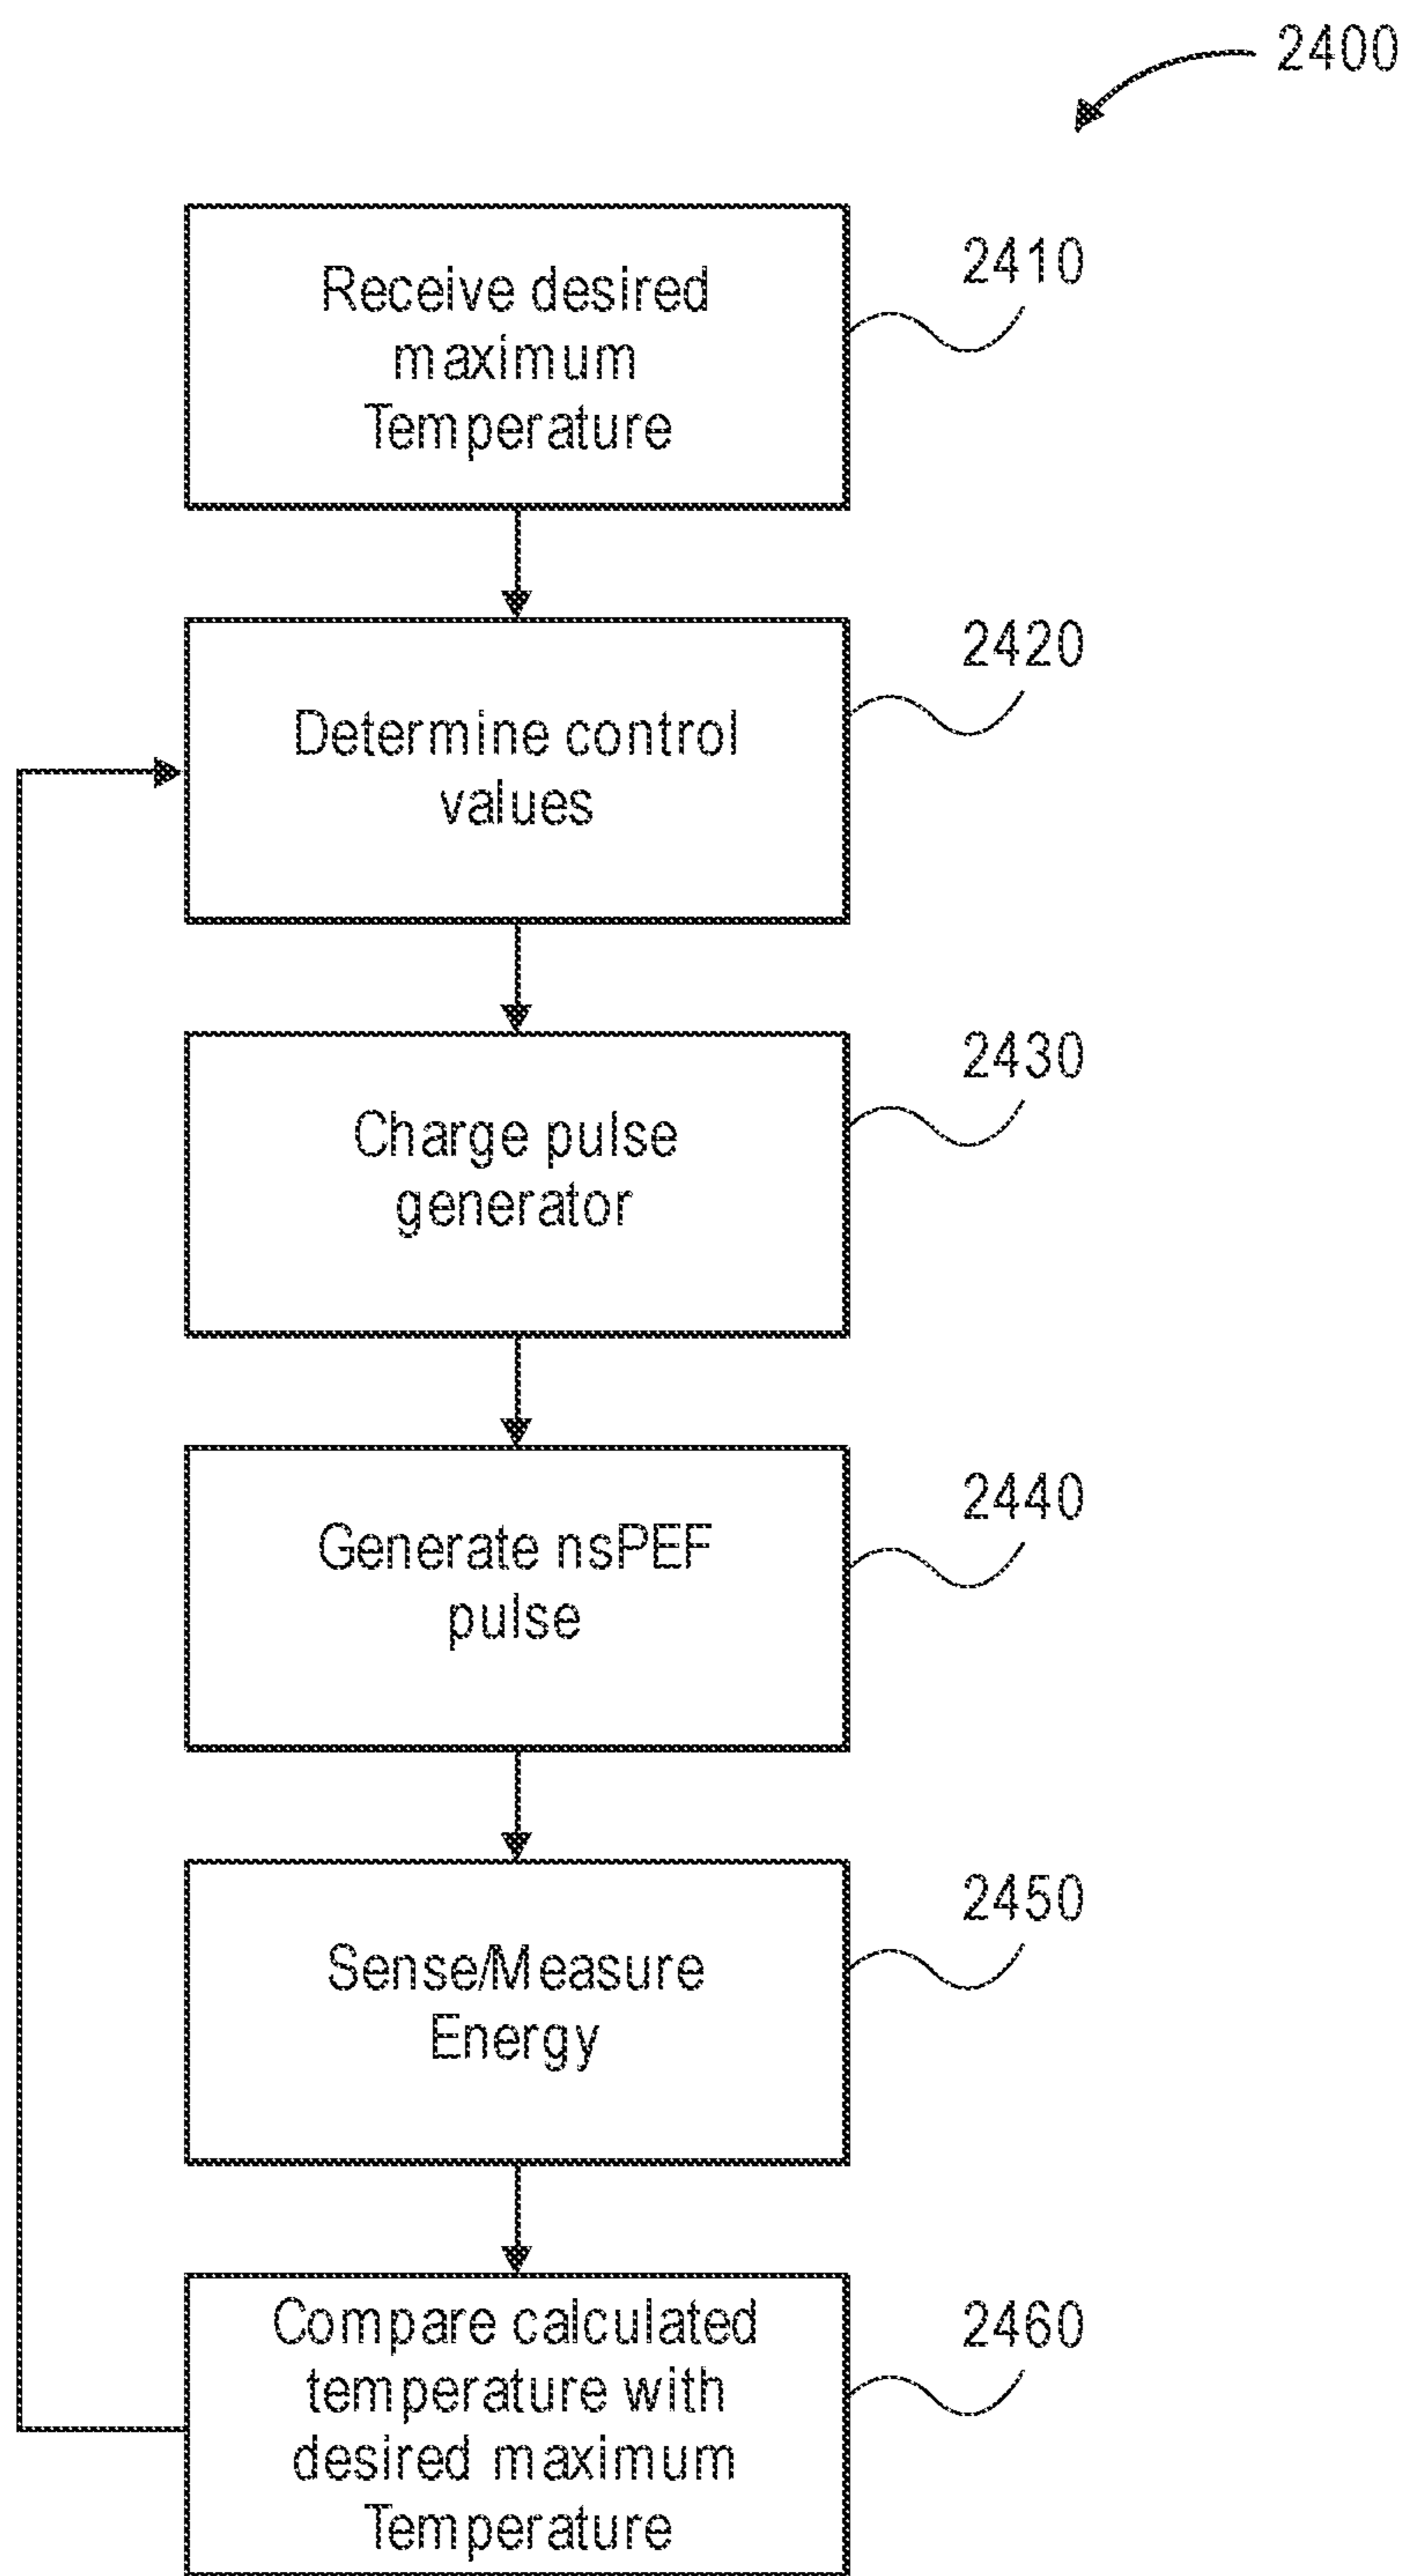 2400
Receive desired
maximum
Temperature
2410
Determine control
values
2420
Charge pulse
generator
2430
Generate nsPEF
pulse
2440
Sense/Measure
Energy
2450
Compare calculated
temperature with
desired maximum
Temperature
2460